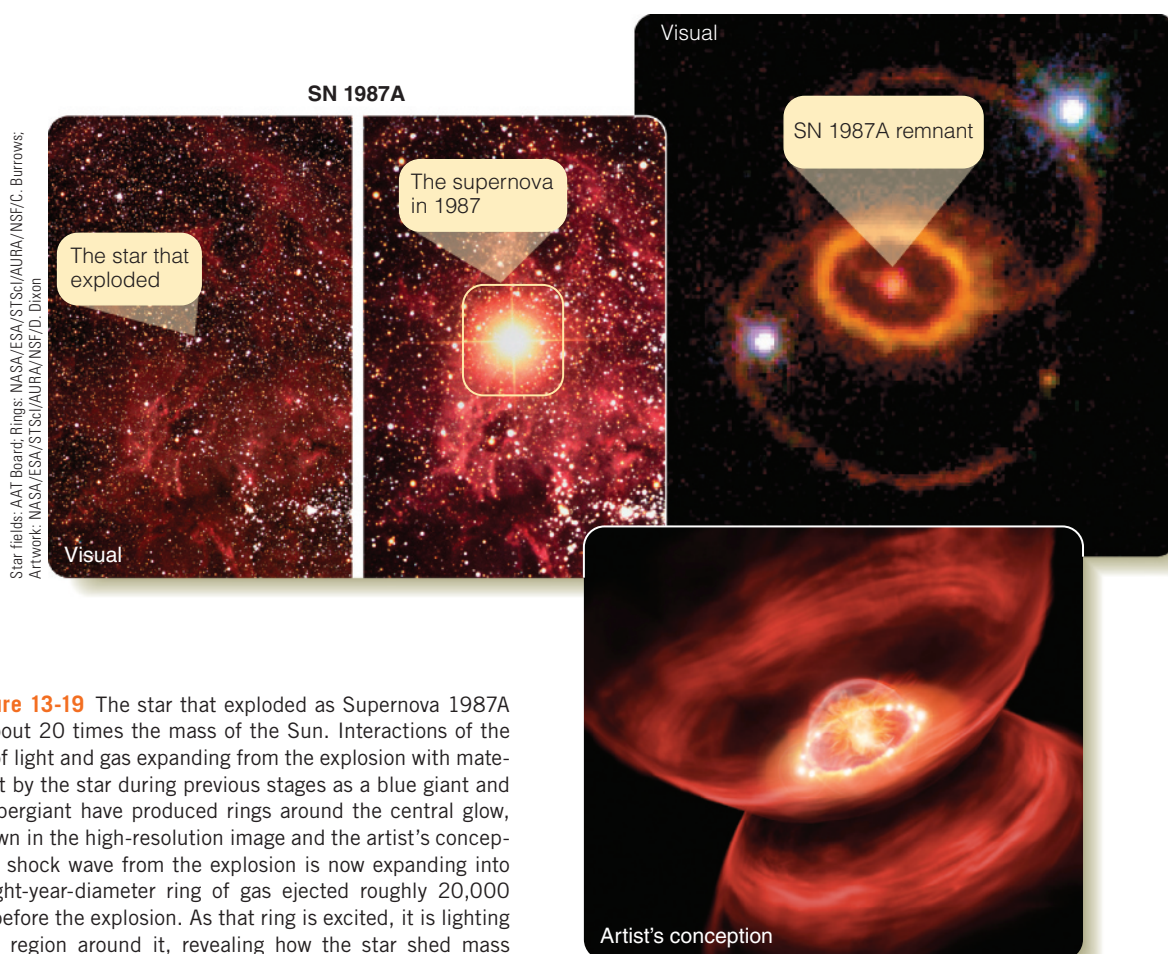 SN 1987A
Visual
SN 1987A remnant
The supernova
in 1987
The star that
exploded
Visual
Star fields: AAT Board; Rings: NASA/ESA/STScI/AURA/NSF/C. Burrows;
Artwork: NASA/ESA/STScI/AURA/NSF/D. Dixon
ure 13-19 The star that exploded as Supernova 1987A
out 20 times the mass of the Sun. Interactions of the
of light and gas expanding from the explosion with mate-
t by the star during previous stages as a blue giant and
pergiant have produced rings around the central glow,
wn in the high-resolution image and the artist's concep-
shock wave from the explosion is now expanding into
ght-year-diameter ring of gas ejected roughly 20,000
before the explosion. As that ring is excited, it is lighting
region around it, revealing how the star shed mass
Artist's conception